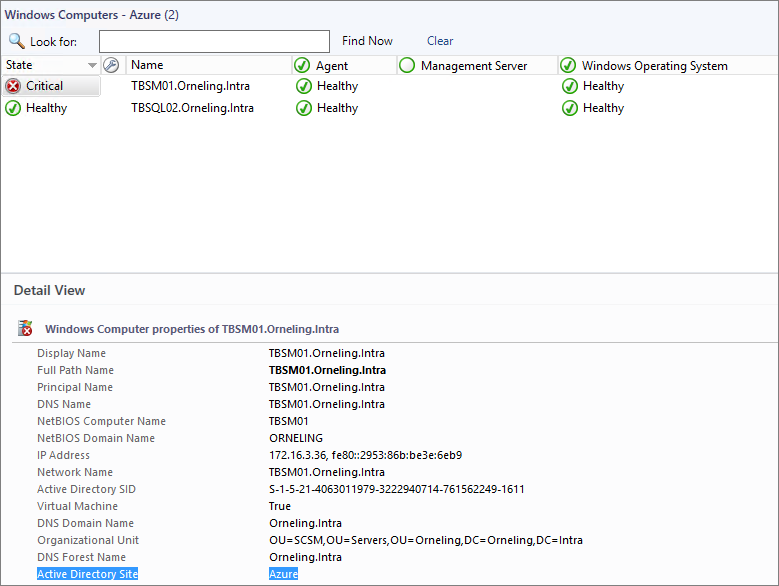 Windows Computers - Azure (2)
Look for: Find Now Clear
State Name Agent Management Server Windows Operating System
Critical TBSM01.Orneling.Intra Healthy Healthy
Healthy TBSQL02.Orneling.Intra Healthy Healthy
Detail View
Windows Computer properties of TBSM01.Orneling.Intra
Display Name TBSM01.Orneling.Intra
Full Path Name TBSM01.Orneling.Intra
Principal Name TBSM01.Orneling.Intra
DNS Name TBSM01.Orneling.Intra
NetBIOS Computer Name TBSM01
NetBIOS Domain Name ORNELING
IP Address 172.16.3.36, fe80::2953:86b:be3e:6eb9
Network Name TBSM01.Orneling.Intra
Active Directory SID S-1-5-21-4063011979-3222940714-761562249-1611
Virtual Machine True
DNS Domain Name Orneling.Intra
Organizational Unit OU=SCSM,OU=Servers,OU=Orneling,DC=Orneling,DC=Intra
DNS Forest Name Orneling.Intra
Active Directory Site Azure